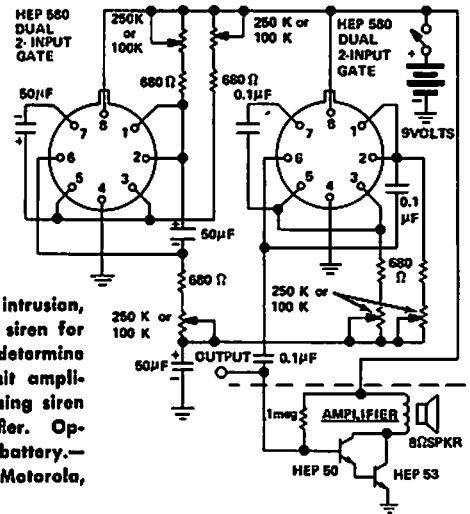 HEP 580
DUAL
2-INPUT
GATE
250K
or
100K
250 K or
100 K
HEP 580
DUAL
2-INPUT
GATE
+
-
9VOLTS
680 Ω
680 Ω
50μF
-
+
8
7
1
6
2
5
4
3
0.1μF
8
7
1
6
2
5
4
3
0.1
μF
+
-
50μF
680 Ω
680
Ω
250 K or
100 K
250 K or
100 K
+
-
50μF
OUTPUT
0.1μF
1meg
AMPLIFIER
8ΩSPKR
HEP 50
HEP 53
intrusion,
siren for
determine
it ampli-
sing siren
fier. Op-
battery.—
Motorola,